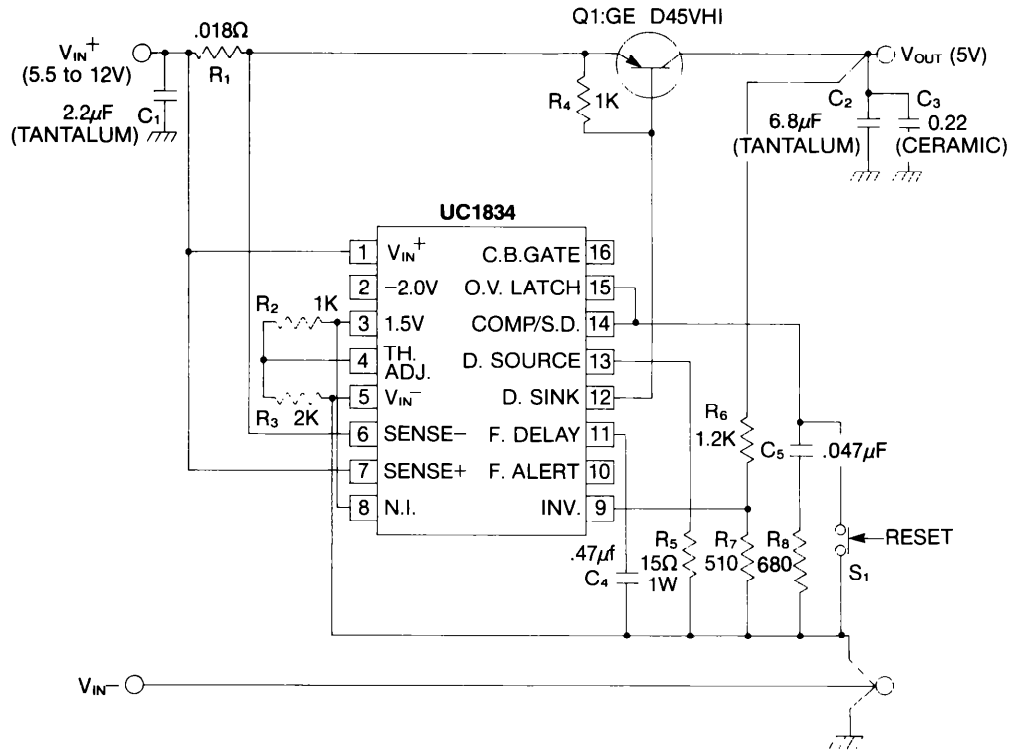 Q1:GE D45VHI
.018Ω
V_IN+
(5.5 to 12V)
R1
V_OUT (5V)
2.2μF
(TANTALUM)
C1
R4
1K
C2
C3
6.8μF
(TANTALUM)
0.22
(CERAMIC)
UC1834
1 V_IN+
C.B.GATE 16
2 −2.0V
O.V. LATCH 15
R2 1K
3 1.5V
COMP/S.D. 14
4 TH. ADJ.
D. SOURCE 13
R3 2K
5 V_IN−
D. SINK 12
6 SENSE−
F. DELAY 11
7 SENSE+
F. ALERT 10
8 N.I.
INV. 9
R6
1.2K
C5
.047μF
.47μf
C4
R5
15Ω
1W
R7
510
R8
680
RESET
S1
V_IN−